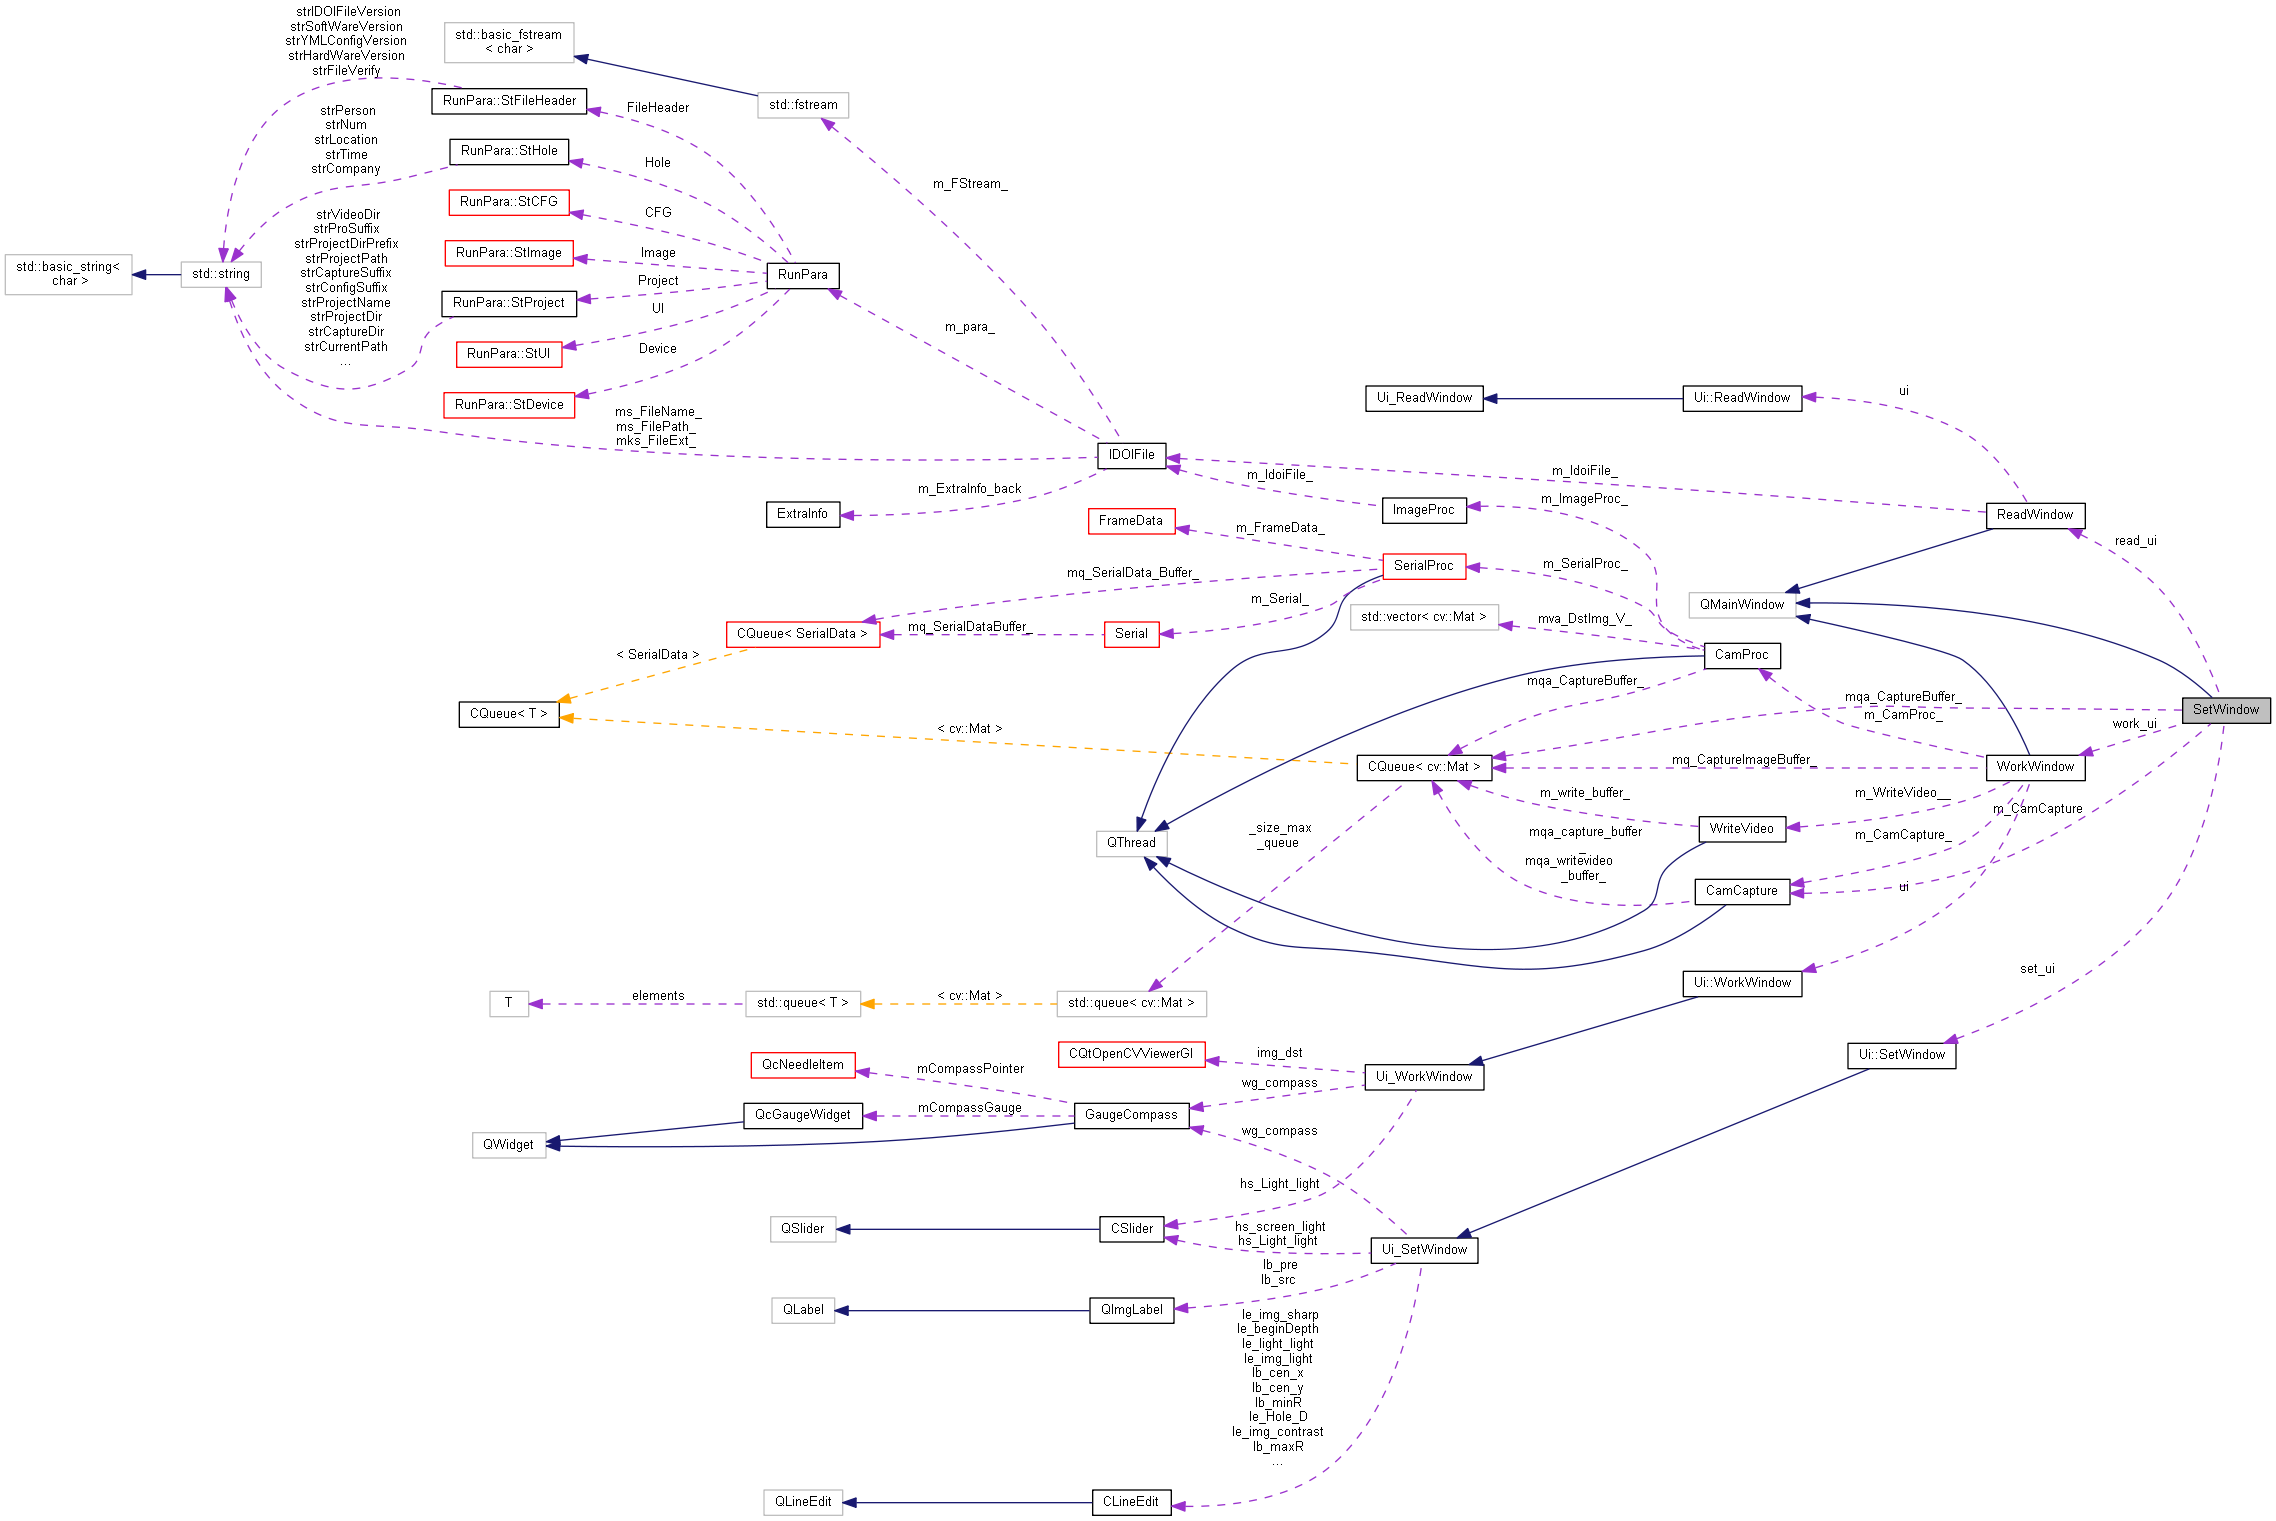 strIDOIFileVersion
strSoftWareVersion
strYMLConfigVersion
strHardWareVersion
strFileVerify
std::basic_fstream
< char >
RunPara::StFileHeader
FileHeader
std::fstream
strPerson
strNum
strLocation
strTime
strCompany
RunPara::StHole
Hole
m_FStream_
RunPara::StCFG
CFG
strVideoDir
strProSuffix
strProjectDirPrefix
strProjectPath
strCaptureSuffix
strConfigSuffix
strProjectName
strProjectDir
strCaptureDir
strCurrentPath
...
RunPara::StImage
Image
std::basic_string<
char >
std::string
RunPara
Project
RunPara::StProject
UI
m_para_
RunPara::StUI
Device
RunPara::StDevice
ms_FileName_
ms_FilePath_
mks_FileExt_
Ui_ReadWindow
Ui::ReadWindow
ui
IDOIFile
m_IdoiFile_
m_IdoiFile_
m_ExtraInfo_back
m_ImageProc_
ExtraInfo
ImageProc
ReadWindow
FrameData
m_FrameData_
read_ui
SerialProc
m_SerialProc_
mq_SerialData_Buffer_
m_Serial_
QMainWindow
std::vector< cv::Mat >
mva_DstImg_V_
CQueue< SerialData >
mq_SerialDataBuffer_
Serial
< SerialData >
CamProc
mqa_CaptureBuffer_
mqa_CaptureBuffer_
m_CamProc_
SetWindow
CQueue< T >
< cv::Mat >
work_ui
mq_CaptureImageBuffer_
CQueue< cv::Mat >
WorkWindow
m_write_buffer_
m_WriteVideo__
m_CamCapture
_size_max
_queue
WriteVideo
mqa_capture_buffer
_
mqa_writevideo
_buffer_
m_CamCapture_
QThread
CamCapture
ui
set_ui
Ui::WorkWindow
T
elements
std::queue< T >
< cv::Mat >
std::queue< cv::Mat >
CQtOpenCVViewerGl
img_dst
Ui::SetWindow
QcNeedleItem
mCompassPointer
wg_compass
Ui_WorkWindow
QcGaugeWidget
mCompassGauge
GaugeCompass
QWidget
wg_compass
hs_Light_light
QSlider
CSlider
hs_screen_light
hs_Light_light
Ui_SetWindow
lb_pre
lb_src
QLabel
QImgLabel
le_img_sharp
le_beginDepth
le_light_light
le_img_light
lb_cen_x
lb_cen_y
lb_minR
le_Hole_D
le_img_contrast
lb_maxR
...
QLineEdit
CLineEdit